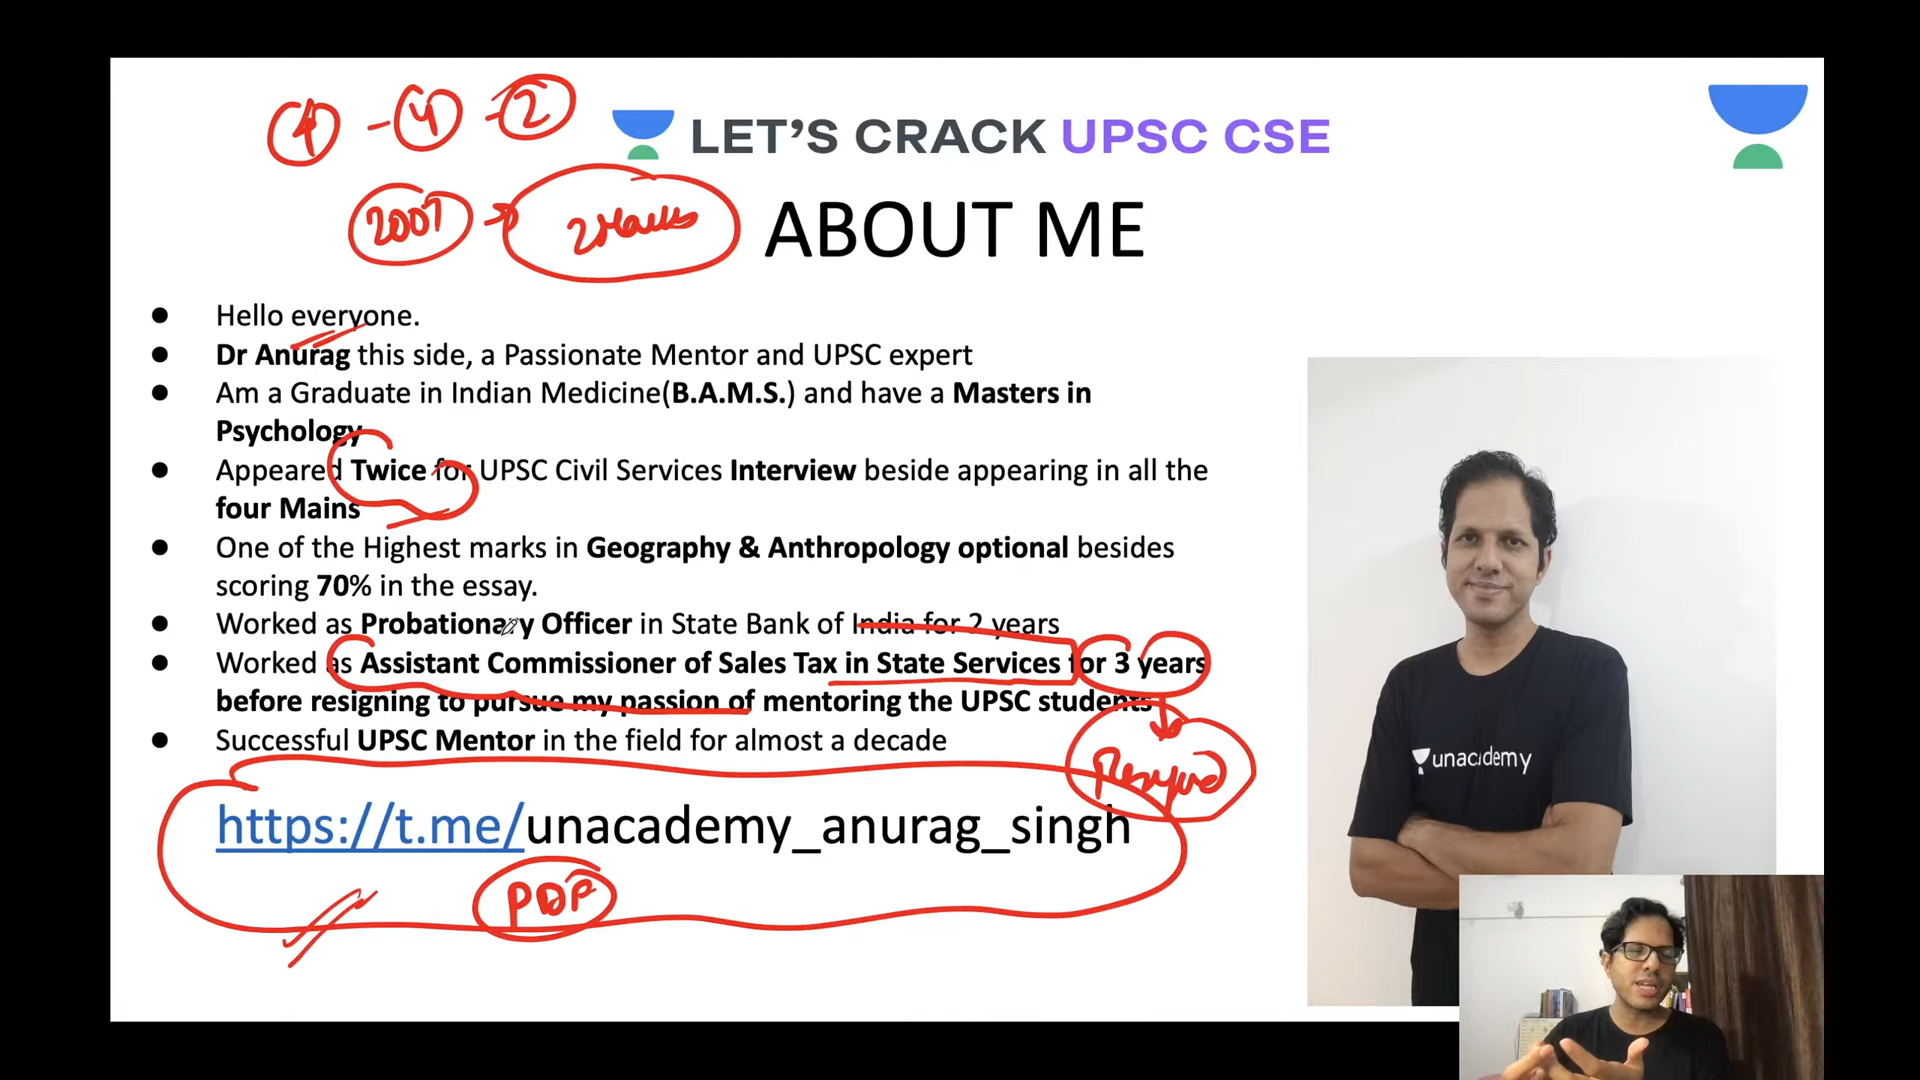 4 - 4 - 2
LET'S CRACK UPSC CSE
2007 → 2 Marks
ABOUT ME
● Hello everyone.
● Dr Anurag this side, a Passionate Mentor and UPSC expert
● Am a Graduate in Indian Medicine(B.A.M.S.) and have a Masters in
Psychology
● Appeared Twice for UPSC Civil Services Interview beside appearing in all the
four Mains
● One of the Highest marks in Geography & Anthropology optional besides
scoring 70% in the essay.
● Worked as Probationary Officer in State Bank of India for 2 years
● Worked as Assistant Commissioner of Sales Tax in State Services for 3 years
before resigning to pursue my passion of mentoring the UPSC students
● Successful UPSC Mentor in the field for almost a decade
https://t.me/unacademy_anurag_singh
PDF
unacademy